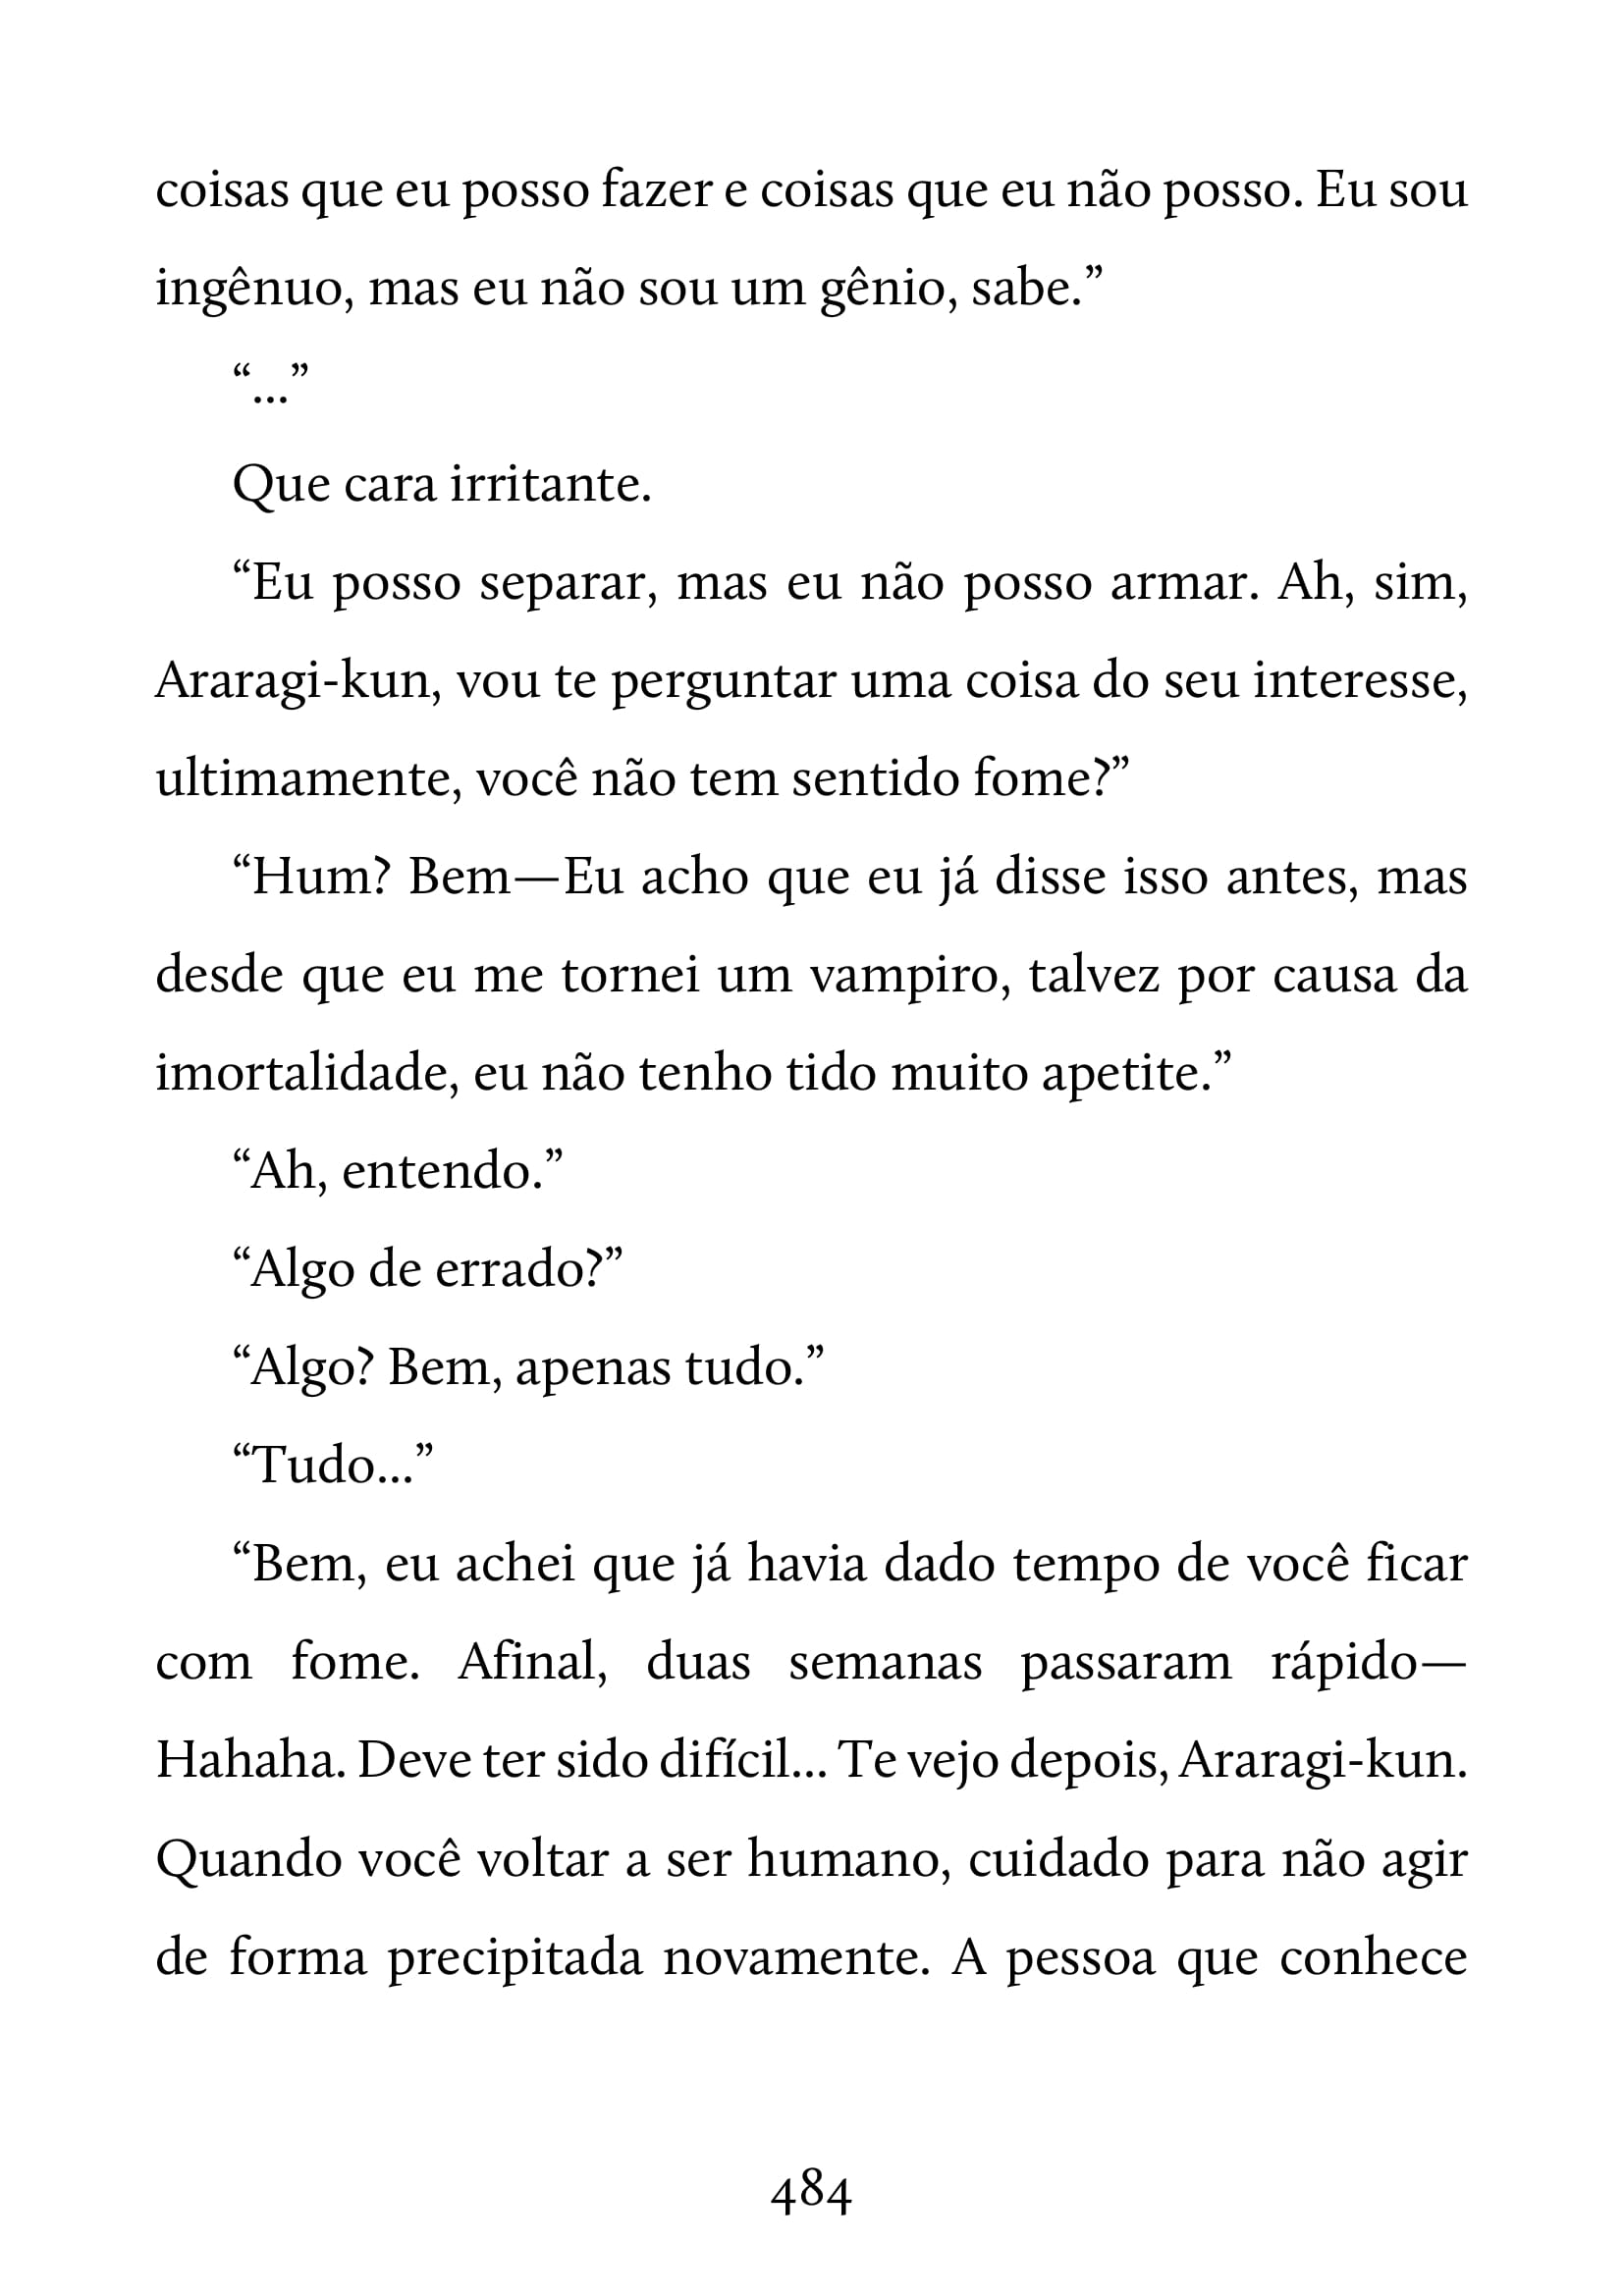 coisas que eu posso fazer e coisas que eu não posso. Eu sou
ingênuo, mas eu não sou um gênio, sabe.”
“...”
Que cara irritante.
“Eu posso separar, mas eu não posso armar. Ah, sim,
Araragi-kun, vou te perguntar uma coisa do seu interesse,
ultimamente, você não tem sentido fome?”
“Hum? Bem—Eu acho que eu já disse isso antes, mas
desde que eu me tornei um vampiro, talvez por causa da
imortalidade, eu não tenho tido muito apetite.”
“Ah, entendo.”
“Algo de errado?”
“Algo? Bem, apenas tudo.”
“Tudo...”
“Bem, eu achei que já havia dado tempo de você ficar
com fome. Afinal, duas semanas passaram rápido—
Hahaha. Deve ter sido difícil... Te vejo depois, Araragi-kun.
Quando você voltar a ser humano, cuidado para não agir
de forma precipitada novamente. A pessoa que conhece
484